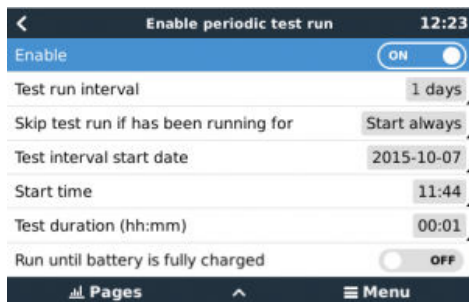 Enable periodic test run 12:23
Enable ON
Test run interval 1 days
Skip test run if has been running for Start always
Test interval start date 2015-10-07
Start time 11:44
Test duration (hh:mm) 00:01
Run until battery is fully charged OFF
Pages Menu